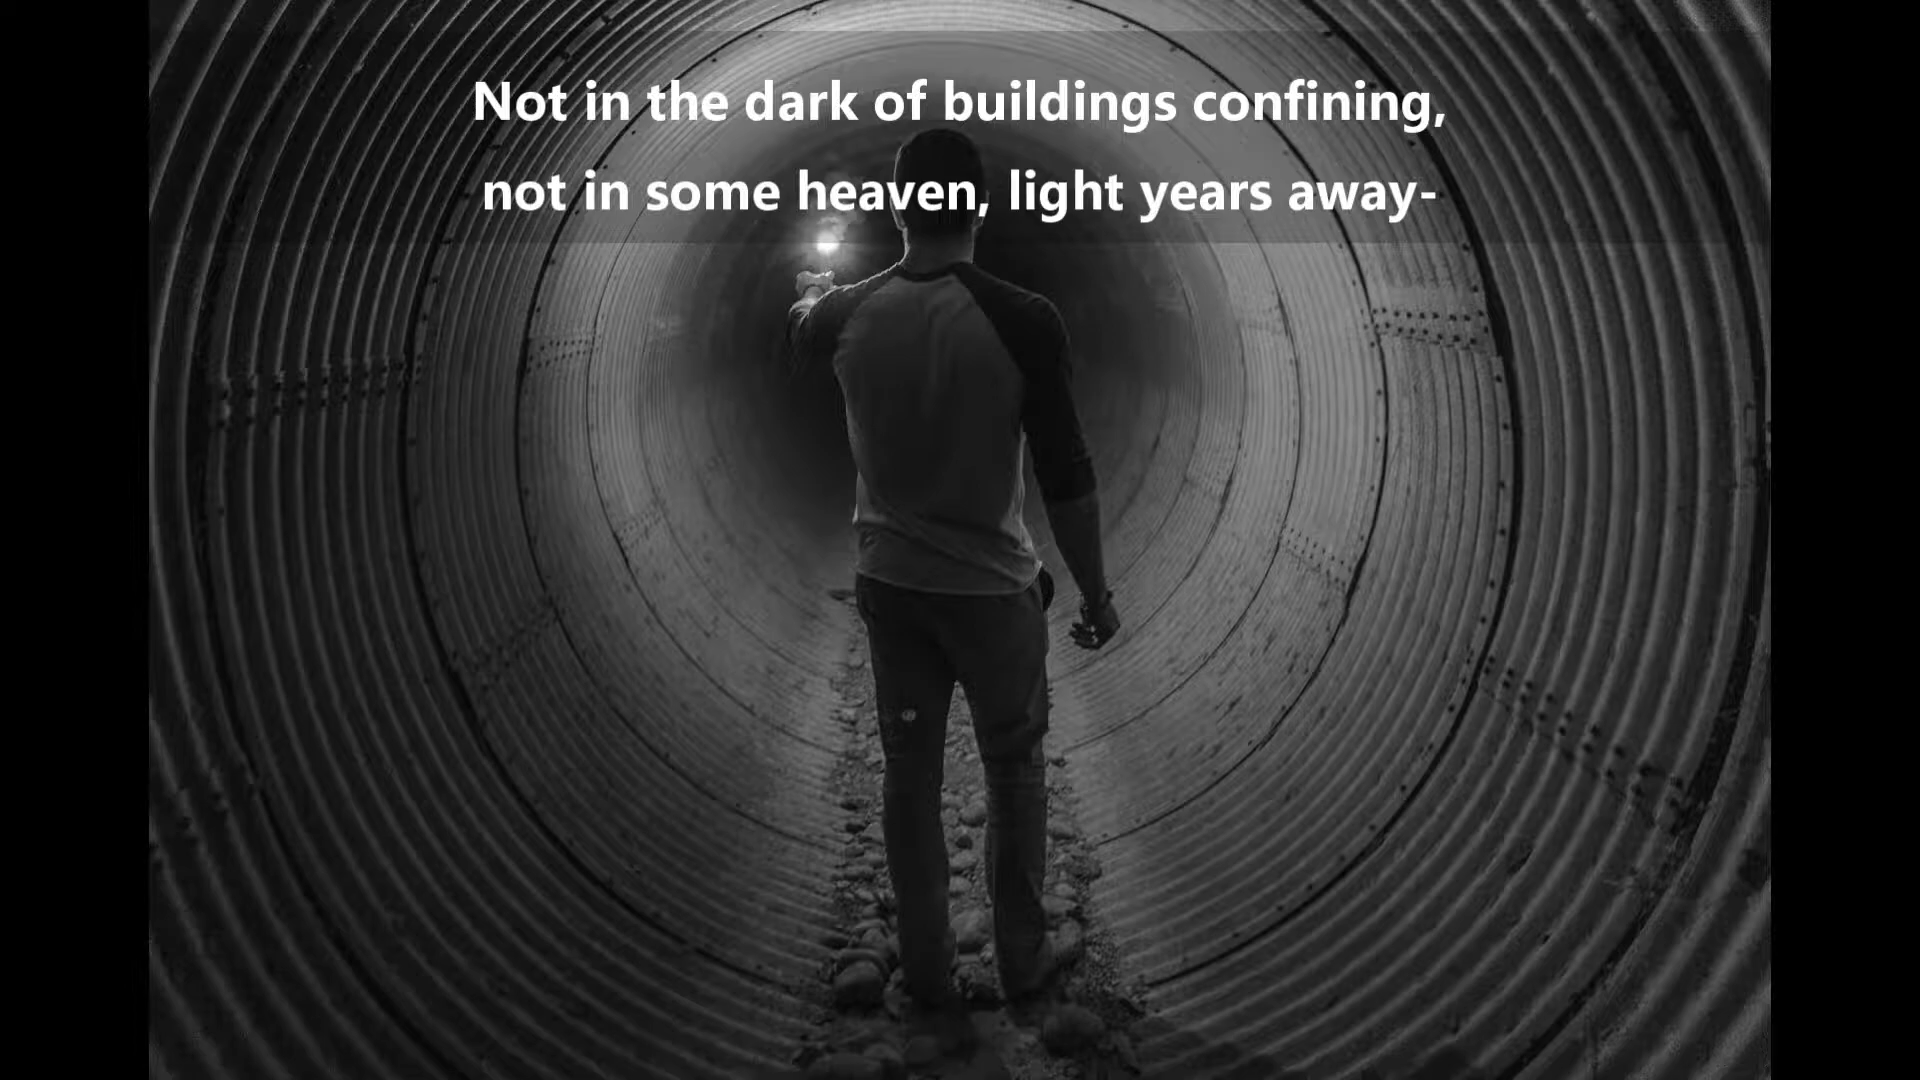 Not in the dark of buildings confining,
not in some heaven, light years away-